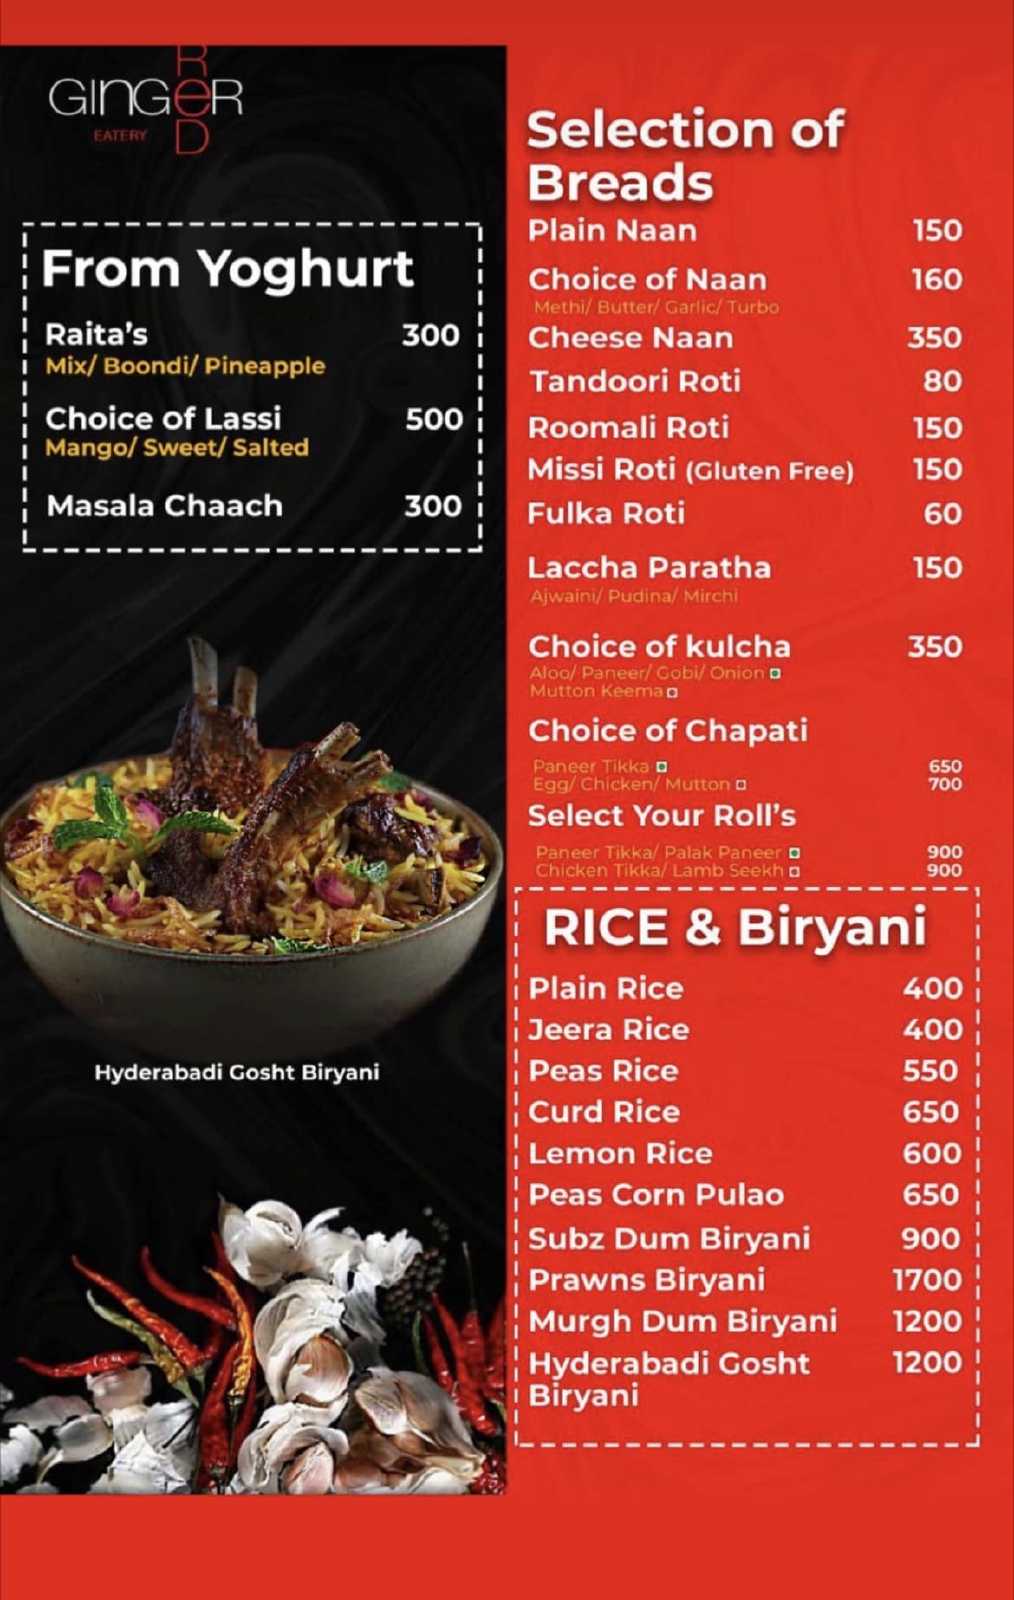 GINGER
RED
EATERY
From Yoghurt
Raita's 300
Mix/ Boondi/ Pineapple
Choice of Lassi 500
Mango/ Sweet/ Salted
Masala Chaach 300
Hyderabadi Gosht Biryani
Selection of
Breads
Plain Naan 150
Choice of Naan 160
Methi/ Butter/ Garlic/ Turbo
Cheese Naan 350
Tandoori Roti 80
Roomali Roti 150
Missi Roti (Gluten Free) 150
Fulka Roti 60
Laccha Paratha 150
Ajwaini/ Pudina/ Mirchi
Choice of kulcha 350
Aloo/ Paneer/ Gobi/ Onion
Mutton Keema
Choice of Chapati
Paneer Tikka 650
Egg/ Chicken/ Mutton 700
Select Your Roll's
Paneer Tikka/ Palak Paneer 900
Chicken Tikka/ Lamb Seekh 900
RICE & Biryani
Plain Rice 400
Jeera Rice 400
Peas Rice 550
Curd Rice 650
Lemon Rice 600
Peas Corn Pulao 650
Subz Dum Biryani 900
Prawns Biryani 1700
Murgh Dum Biryani 1200
Hyderabadi Gosht 1200
Biryani